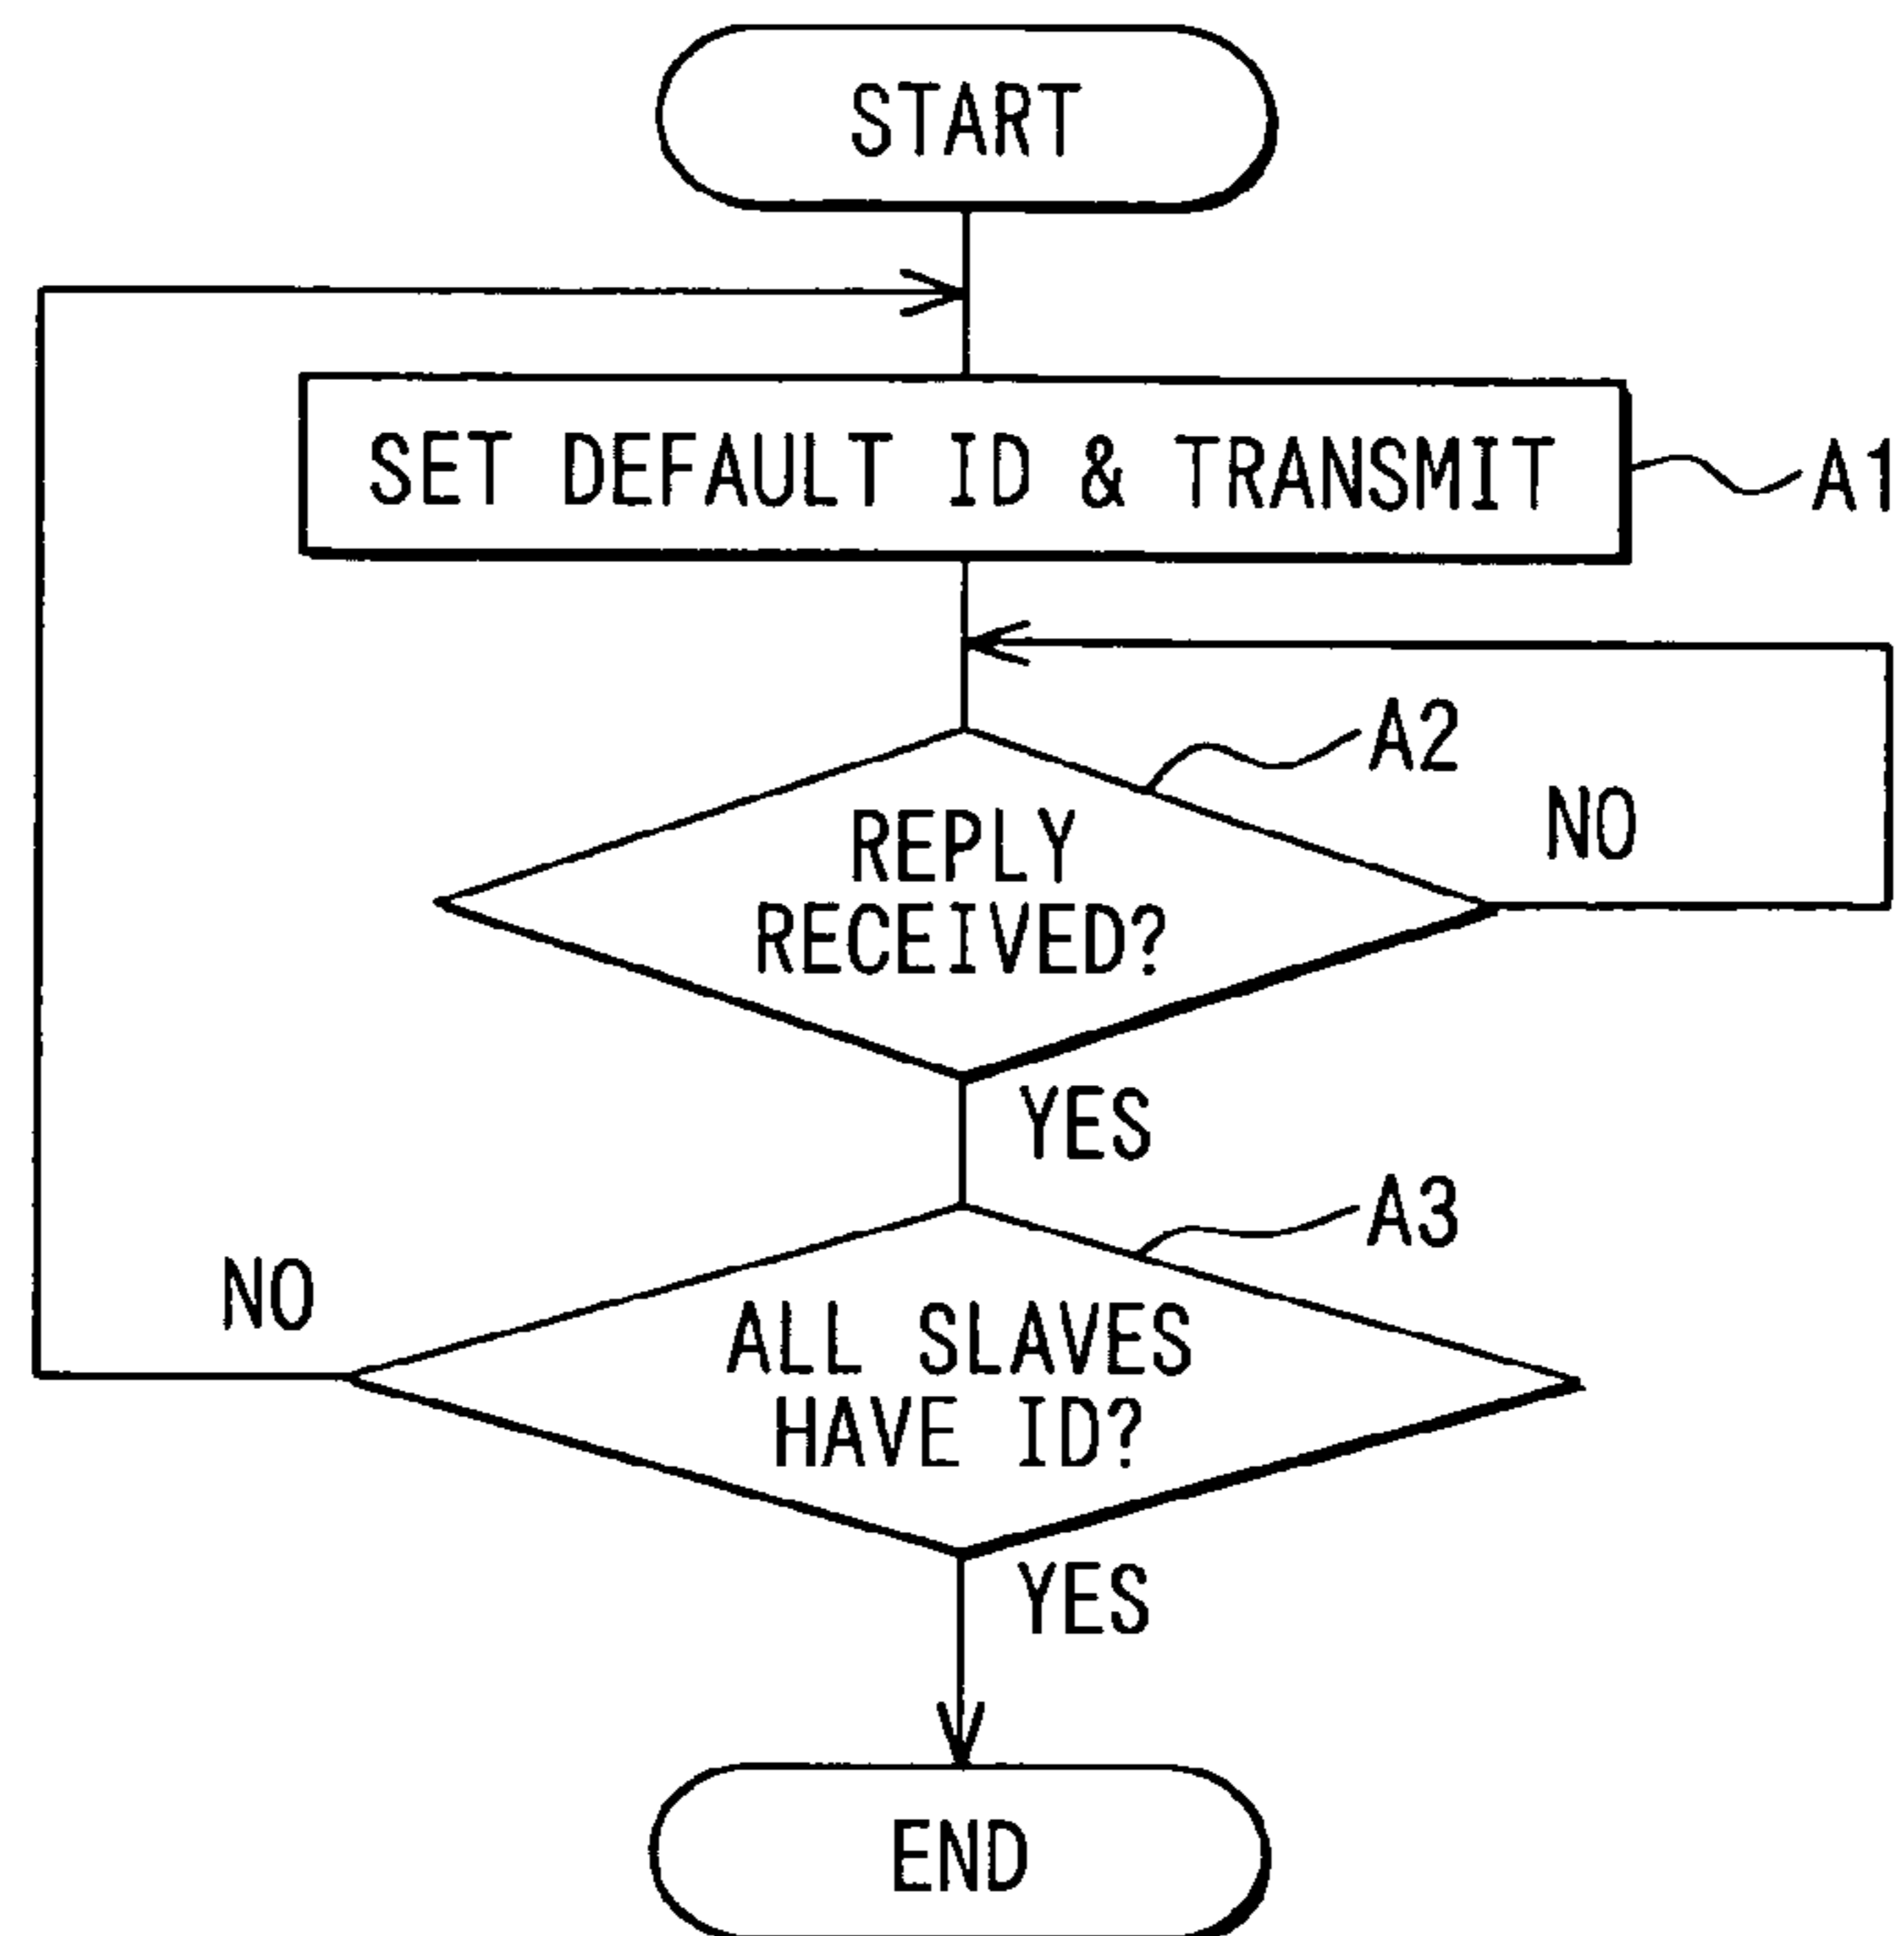 START
SET DEFAULT ID & TRANSMIT
A1
A2
REPLY
RECEIVED?
NO
YES
A3
NO
ALL SLAVES
HAVE ID?
YES
END